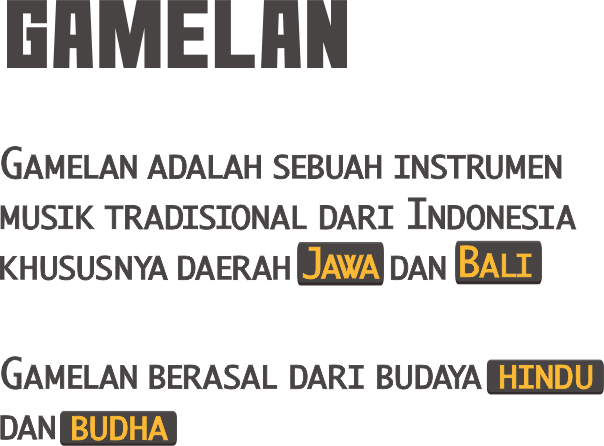 GAMELAN
GAMELAN ADALAH SEBUAH INSTRUMEN
MUSIK TRADISIONAL DARI INDONESIA
KHUSUSNYA DAERAH JAWA DAN BALI
GAMELAN BERASAL DARI BUDAYA HINDU
DAN BUDHA